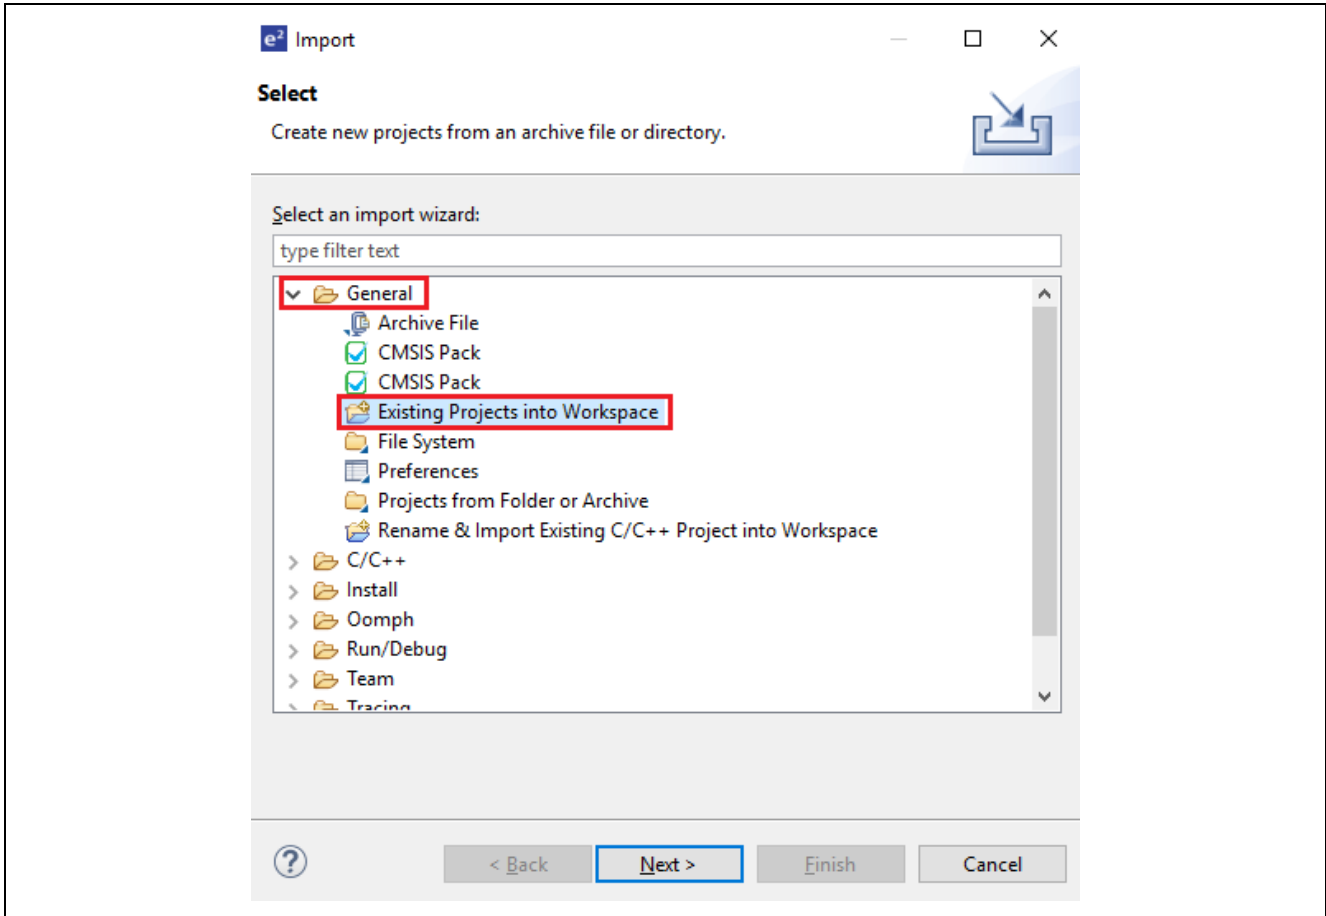 e² Import
Select
Create new projects from an archive file or directory.
Select an import wizard:
type filter text
General
Archive File
CMSIS Pack
CMSIS Pack
Existing Projects into Workspace
File System
Preferences
Projects from Folder or Archive
Rename & Import Existing C/C++ Project into Workspace
C/C++
Install
Oomph
Run/Debug
Team
Tracing
? < Back Next > Finish Cancel